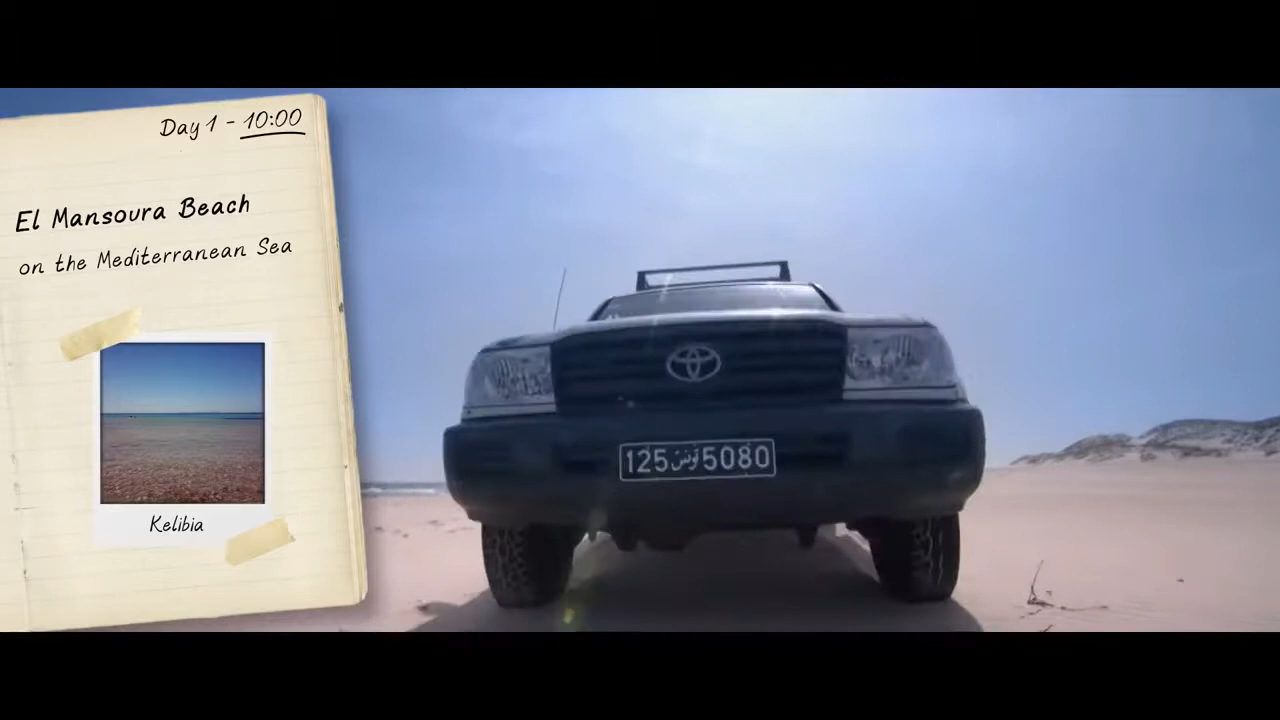 Day 1 - 10:00
El Mansoura Beach
on the Mediterranean Sea
Kelibia
125 تونس 5080